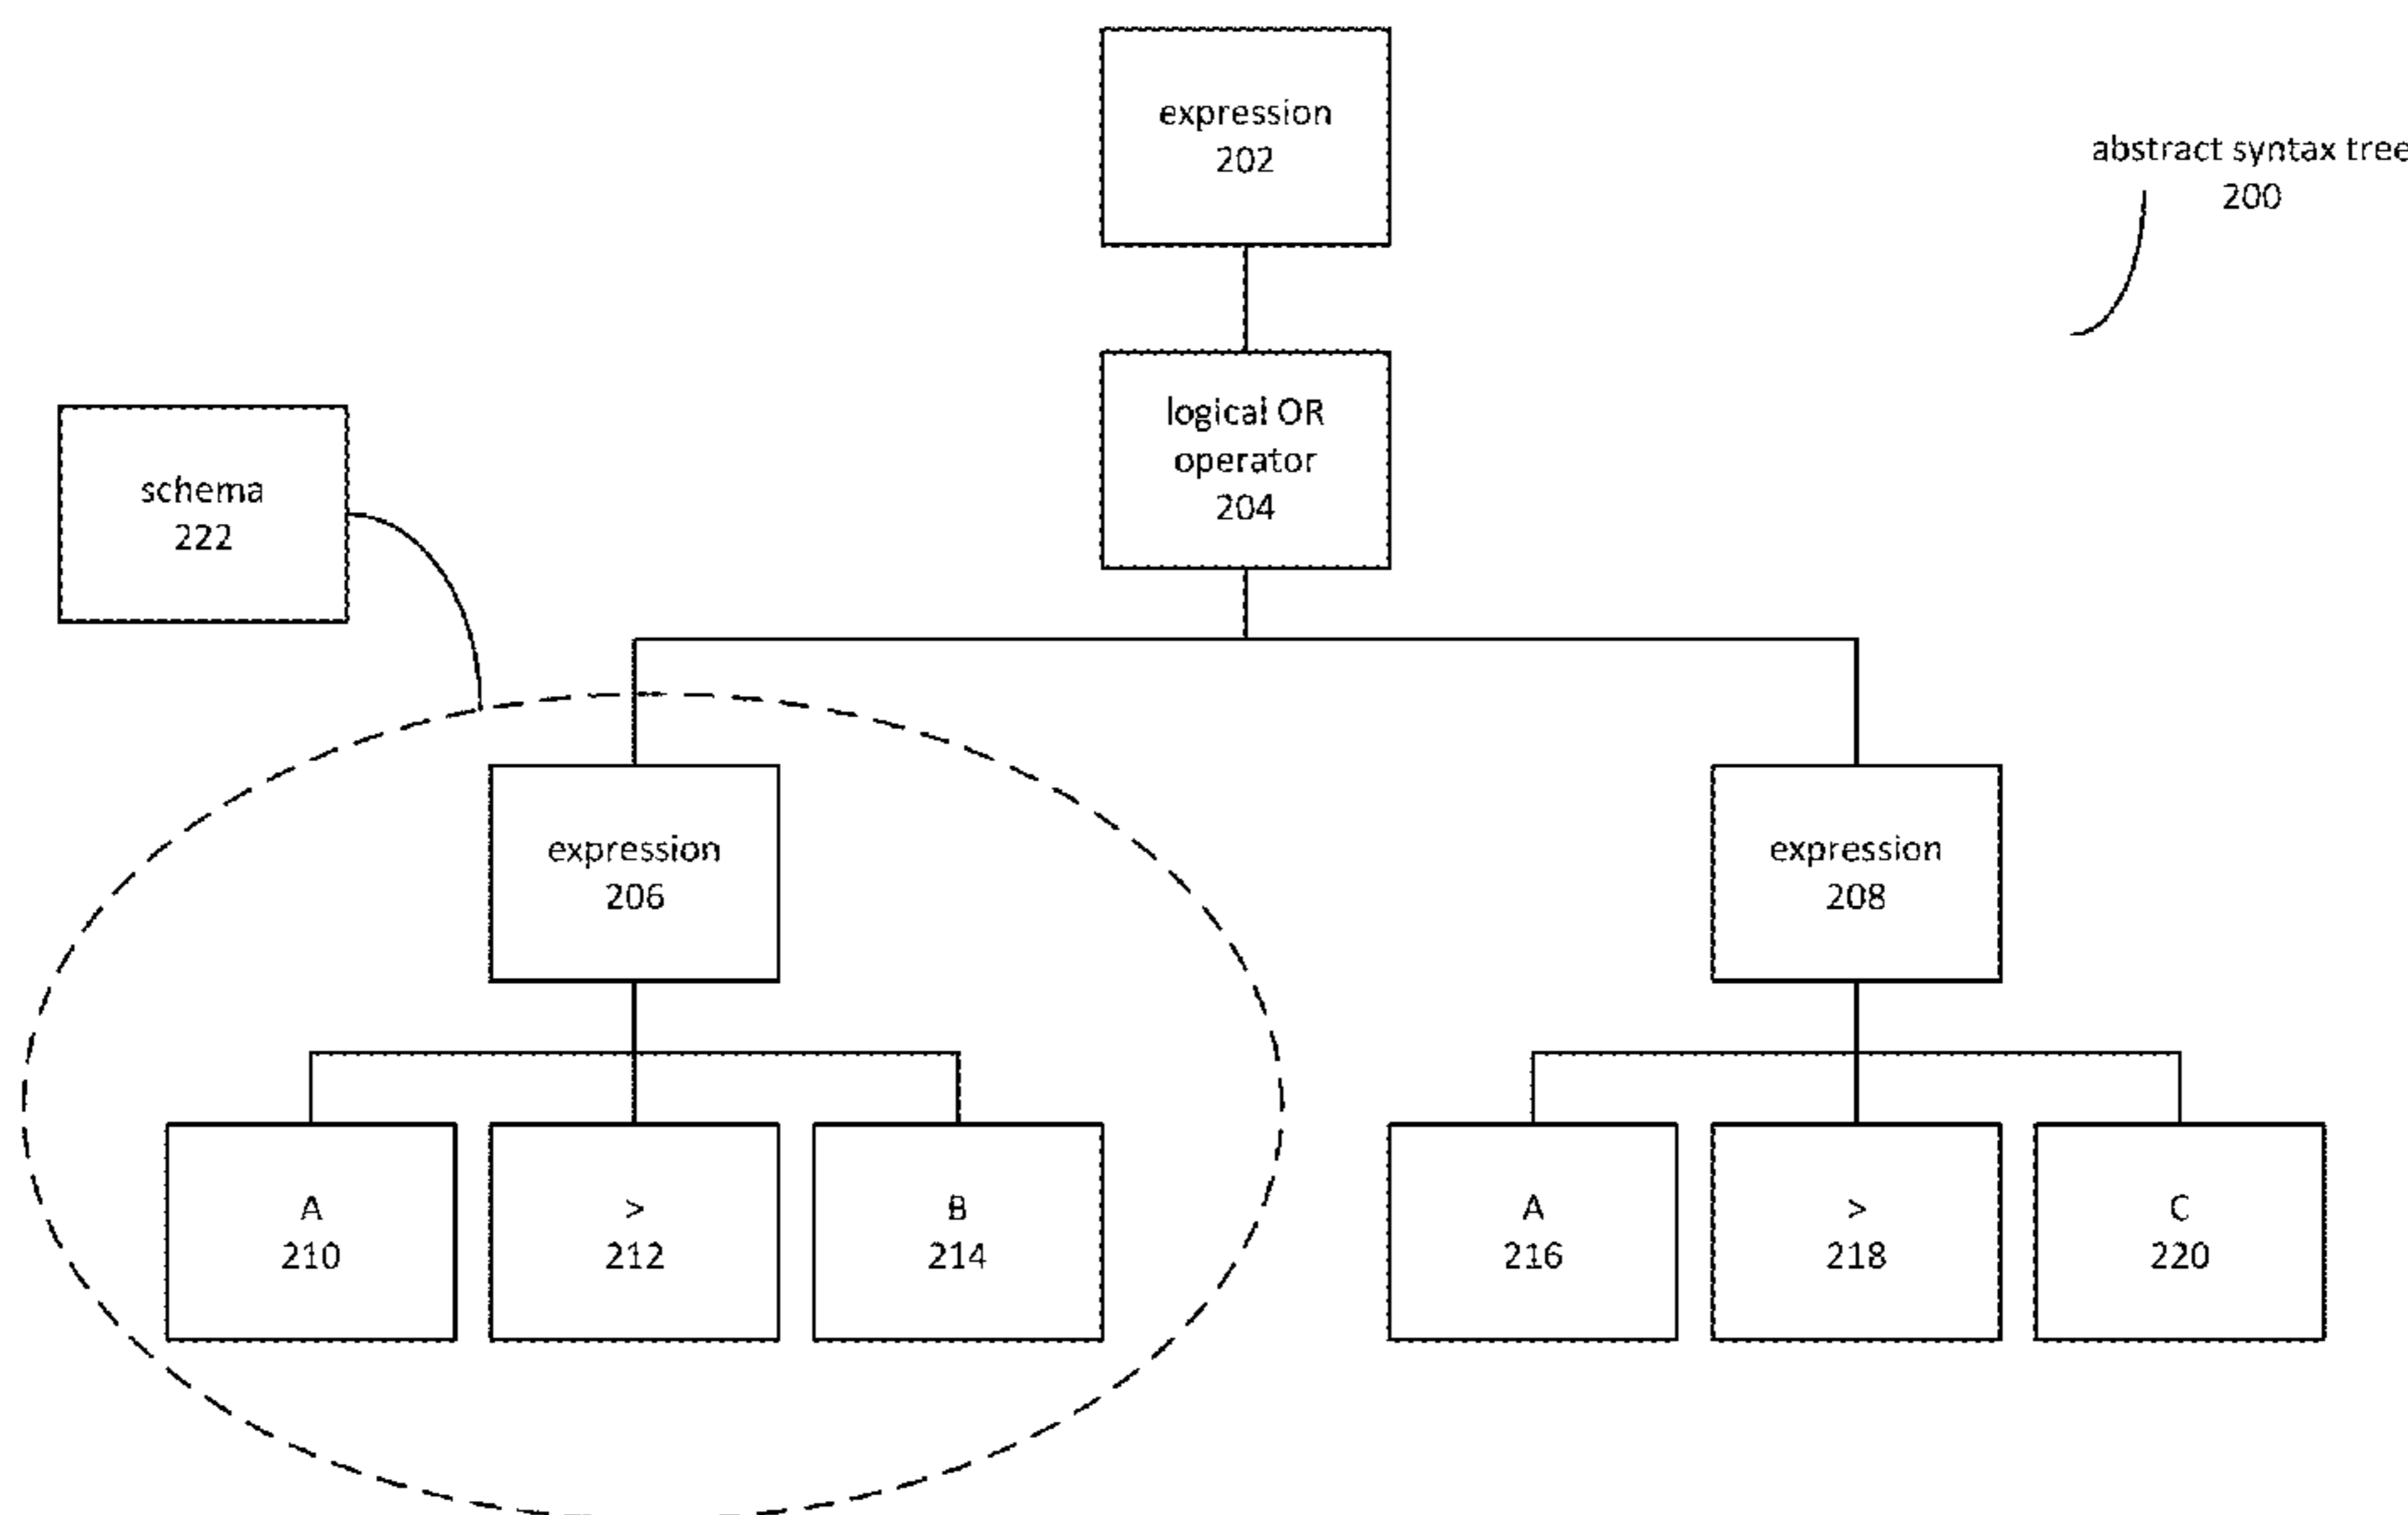 expression
202
abstract syntax tree
200
logical OR
operator
204
schema
222
expression
206
expression
208
A
210
>
212
B
214
A
216
>
218
C
220